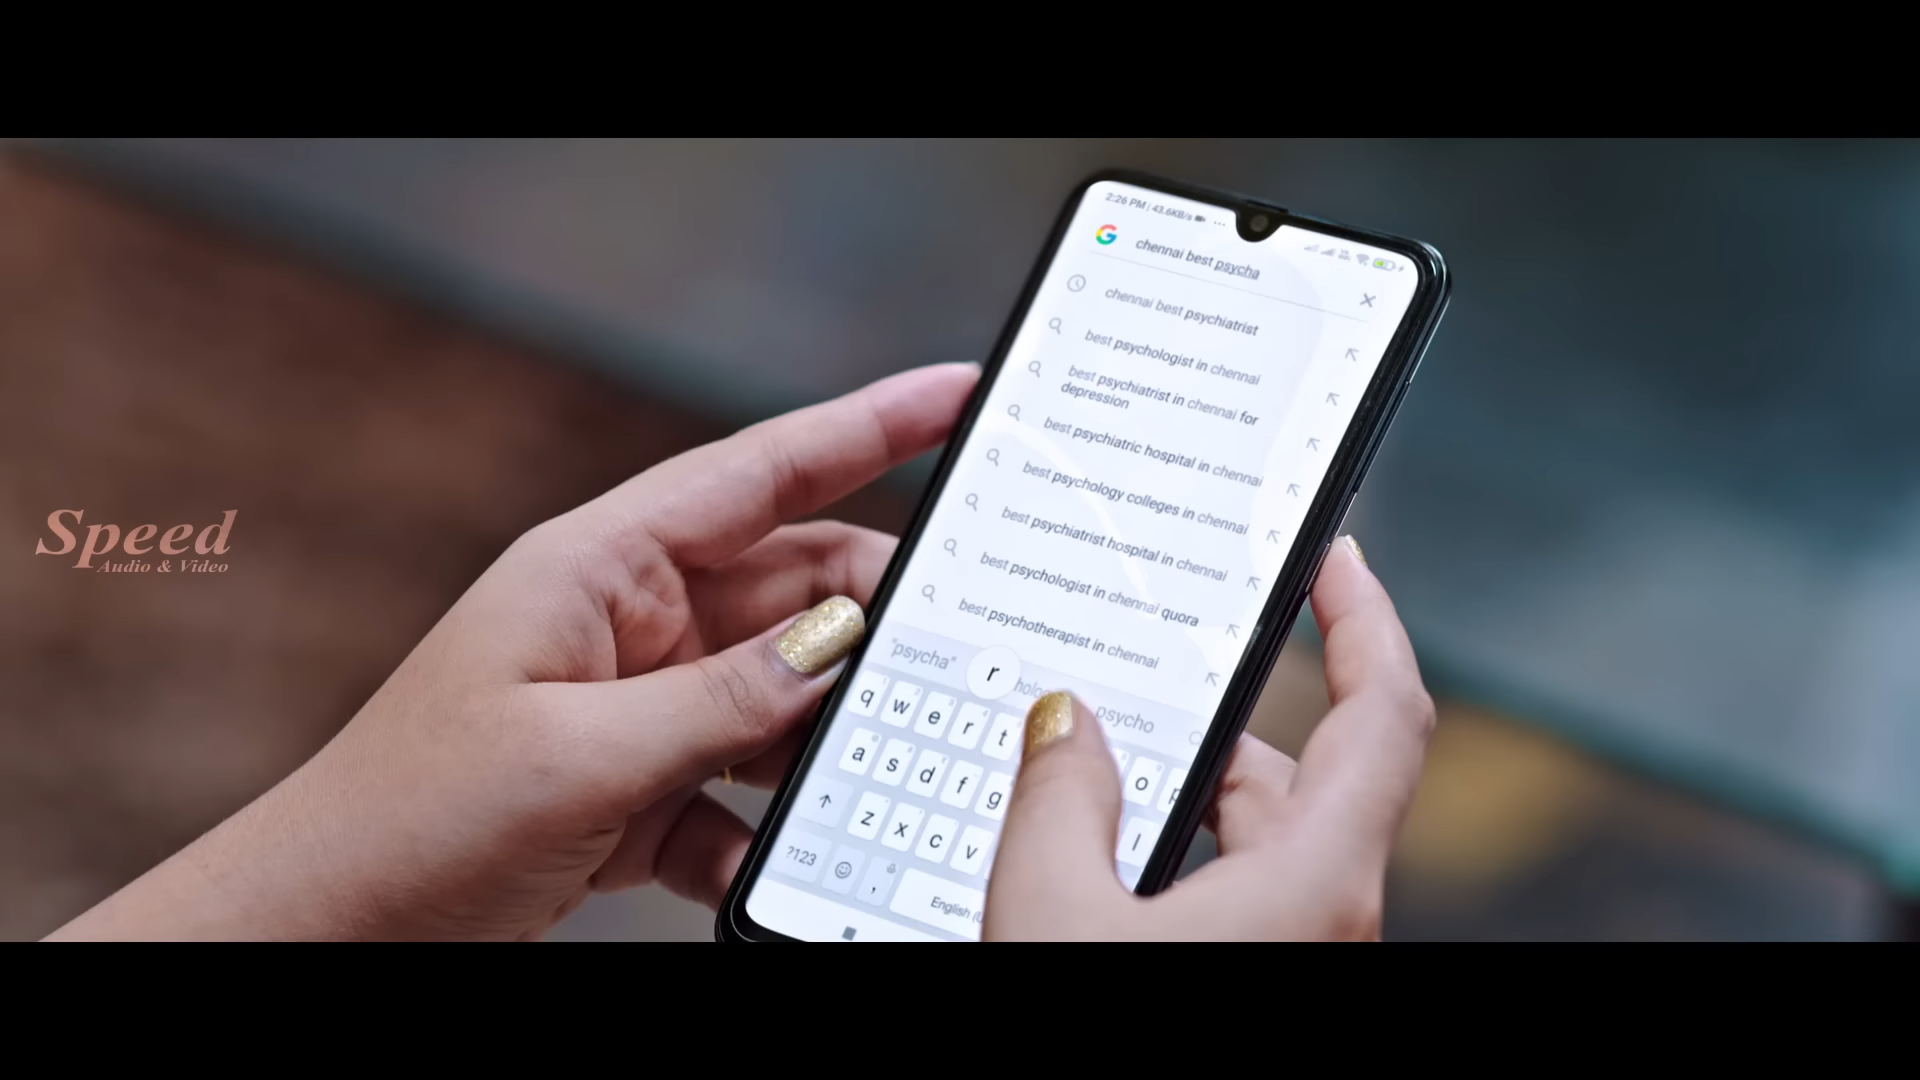 2:26 PM | 43.6KB/s
chennai best psycha
chennai best psychiatrist
best psychologist in chennai
best psychiatrist in chennai for
depression
best psychiatric hospital in chennai
best psychology colleges in chennai
best psychiatrist hospital in chennai
best psychologist in chennai quora
best psychotherapist in chennai
"psycha" psycho
r
q w e r t o p
a s d f g l
z x c v
?123 , English (U
Speed
Audio & Video